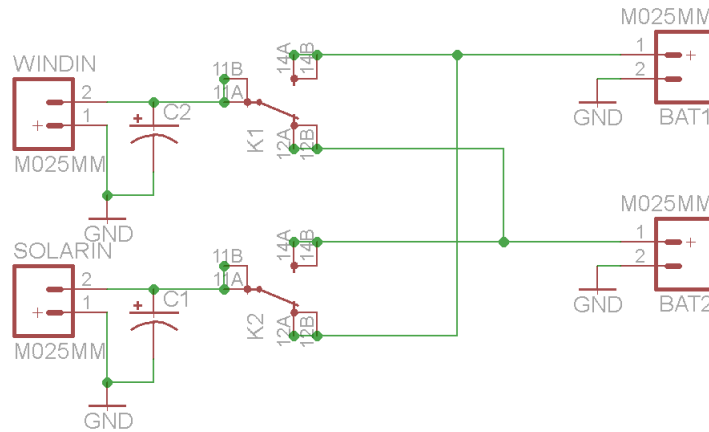 M025MM
14A
14B
1
+
2
GND
BAT1
WINDIN
2
+
1
M025MM
GND
11B
11A
+
C2
K1
12A
12B
M025MM
14A
14B
1
+
2
GND
BAT2
SOLARIN
2
+
1
M025MM
GND
11B
11A
+
C1
K2
12A
12B